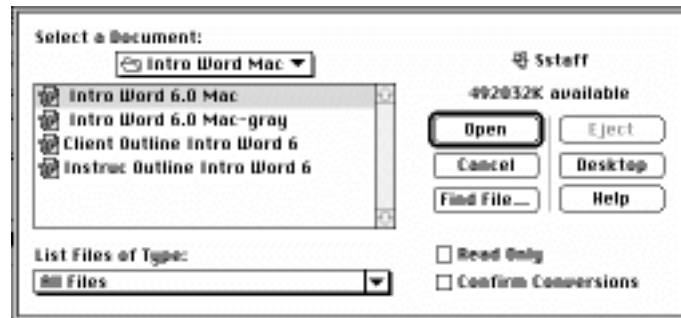 Select a Document:
Intro Word Mac
Intro Word 6.0 Mac
Intro Word 6.0 Mac-gray
Client Outline Intro Word 6
Instruc Outline Intro Word 6
List Files of Type:
All Files
Sstaff
492032K available
Open
Eject
Cancel
Desktop
Find File...
Help
Read Only
Confirm Conversions